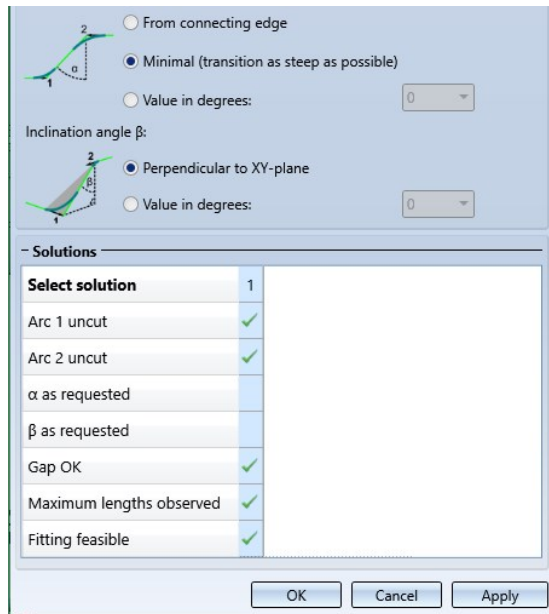 2
From connecting edge
α
Minimal (transition as steep as possible)
1
Value in degrees:
0
Inclination angle β:
2
Perpendicular to XY-plane
β
Value in degrees:
0
1
- Solutions
Select solution
1
Arc 1 uncut
Arc 2 uncut
α as requested
β as requested
Gap OK
Maximum lengths observed
Fitting feasible
OK
Cancel
Apply